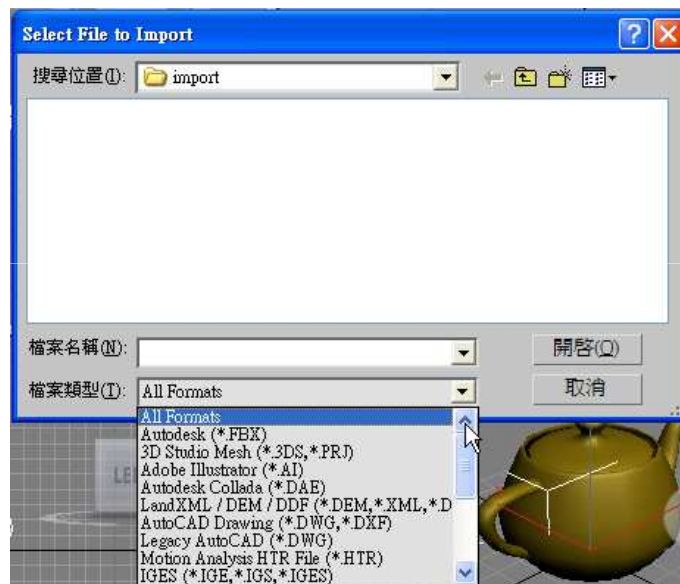 Select File to Import
搜尋位置(I): import
檔案名稱(N): 開啓(O)
檔案類型(T): All Formats 取消
All Formats
Autodesk (*.FBX)
3D Studio Mesh (*.3DS,*.PRJ)
Adobe Illustrator (*.AI)
Autodesk Collada (*.DAE)
LandXML / DEM / DDF (*.DEM,*.XML,*.D
AutoCAD Drawing (*.DWG,*.DXF)
Legacy AutoCAD (*.DWG)
Motion Analysis HTR File (*.HTR)
IGES (*.IGE,*.IGS,*.IGES)
LE